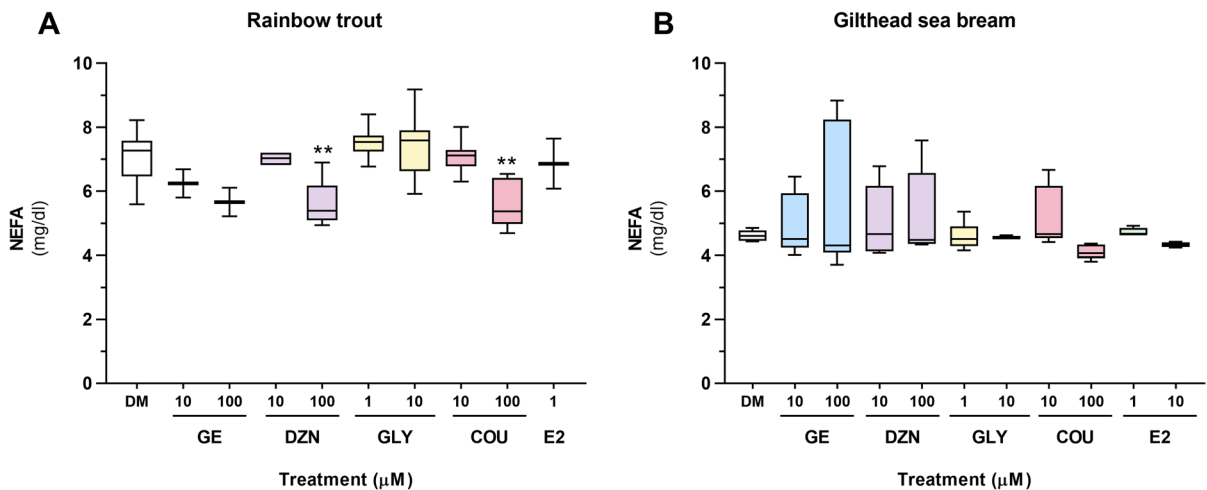 A Rainbow trout
10
8
6
4
2
0
NEFA
(mg/dl)
** **
DM 10 100 10 100 1 10 10 100 1
GE DZN GLY COU E2
Treatment (μM)
B Gilthead sea bream
10
8
6
4
2
0
NEFA
(mg/dl)
DM 10 100 10 100 1 10 10 100 1 10
GE DZN GLY COU E2
Treatment (μM)